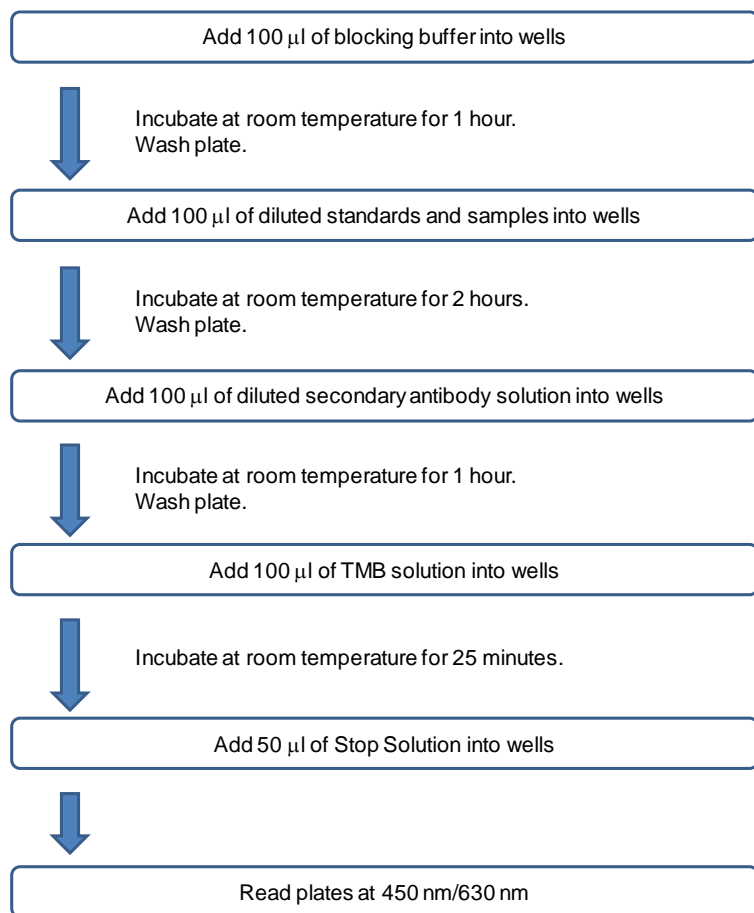 Add 100 μl of blocking buffer into wells
Incubate at room temperature for 1 hour.
Wash plate.
Add 100 μl of diluted standards and samples into wells
Incubate at room temperature for 2 hours.
Wash plate.
Add 100 μl of diluted secondary antibody solution into wells
Incubate at room temperature for 1 hour.
Wash plate.
Add 100 μl of TMB solution into wells
Incubate at room temperature for 25 minutes.
Add 50 μl of Stop Solution into wells
Read plates at 450 nm/630 nm